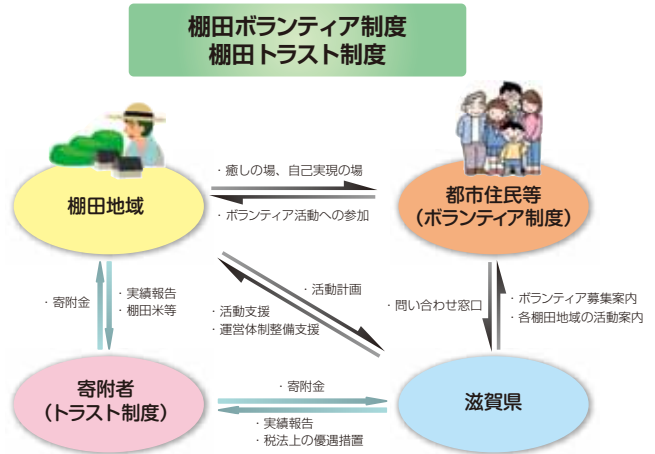 棚田ボランティア制度
棚田トラスト制度
棚田地域
・癒しの場、自己実現の場
・ボランティア活動への参加
都市住民等
（ボランティア制度）
・寄附金
・実績報告
・棚田米等
・活動支援
・運営体制整備支援
・活動計画
・問い合わせ窓口
・ボランティア募集案内
・各棚田地域の活動案内
寄附者
（トラスト制度）
・寄附金
・実績報告
・税法上の優遇措置
滋賀県